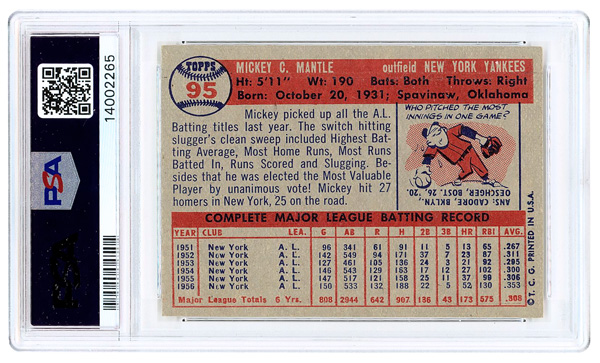 PSA
14002265
TOPPS
95
MICKEY C. MANTLE outfield NEW YORK YANKEES
Ht: 5'11" Wt: 190 Bats: Both Throws: Right
Born: October 20, 1931; Spavinaw, Oklahoma
Mickey picked up all the A.L.
Batting titles last year. The switch hitting
slugger's clean sweep included Highest Bat-
ting Average, Most Home Runs, Most Runs
Batted In, Runs Scored and Slugging. Be-
sides that he was elected the Most Valuable
Player by unanimous vote! Mickey hit 27
homers in New York, 25 on the road.
WHO PITCHED THE MOST
INNINGS IN ONE GAME?
ANS: CADORE, BKLYN.
OESCHGER, BOST. 26, '20.
COMPLETE MAJOR LEAGUE BATTING RECORD
YEAR CLUB LEA. G AB R H 2B 3B HR RBI AVG.
1951 New York A. L. 96 341 61 91 11 5 13 65 .267
1952 New York A. L. 142 549 94 171 37 7 23 87 .311
1953 New York A. L. 127 461 105 136 24 3 21 92 .295
1954 New York A. L. 146 543 129 163 17 12 27 102 .300
1955 New York A. L. 147 517 121 158 25 11 37 99 .306
1956 New York A. L. 150 533 132 188 22 5 52 130 .353
Major League Totals 6 Yrs. 808 2944 642 907 136 43 173 575 .308
© T. C. G. PRINTED IN U.S.A.